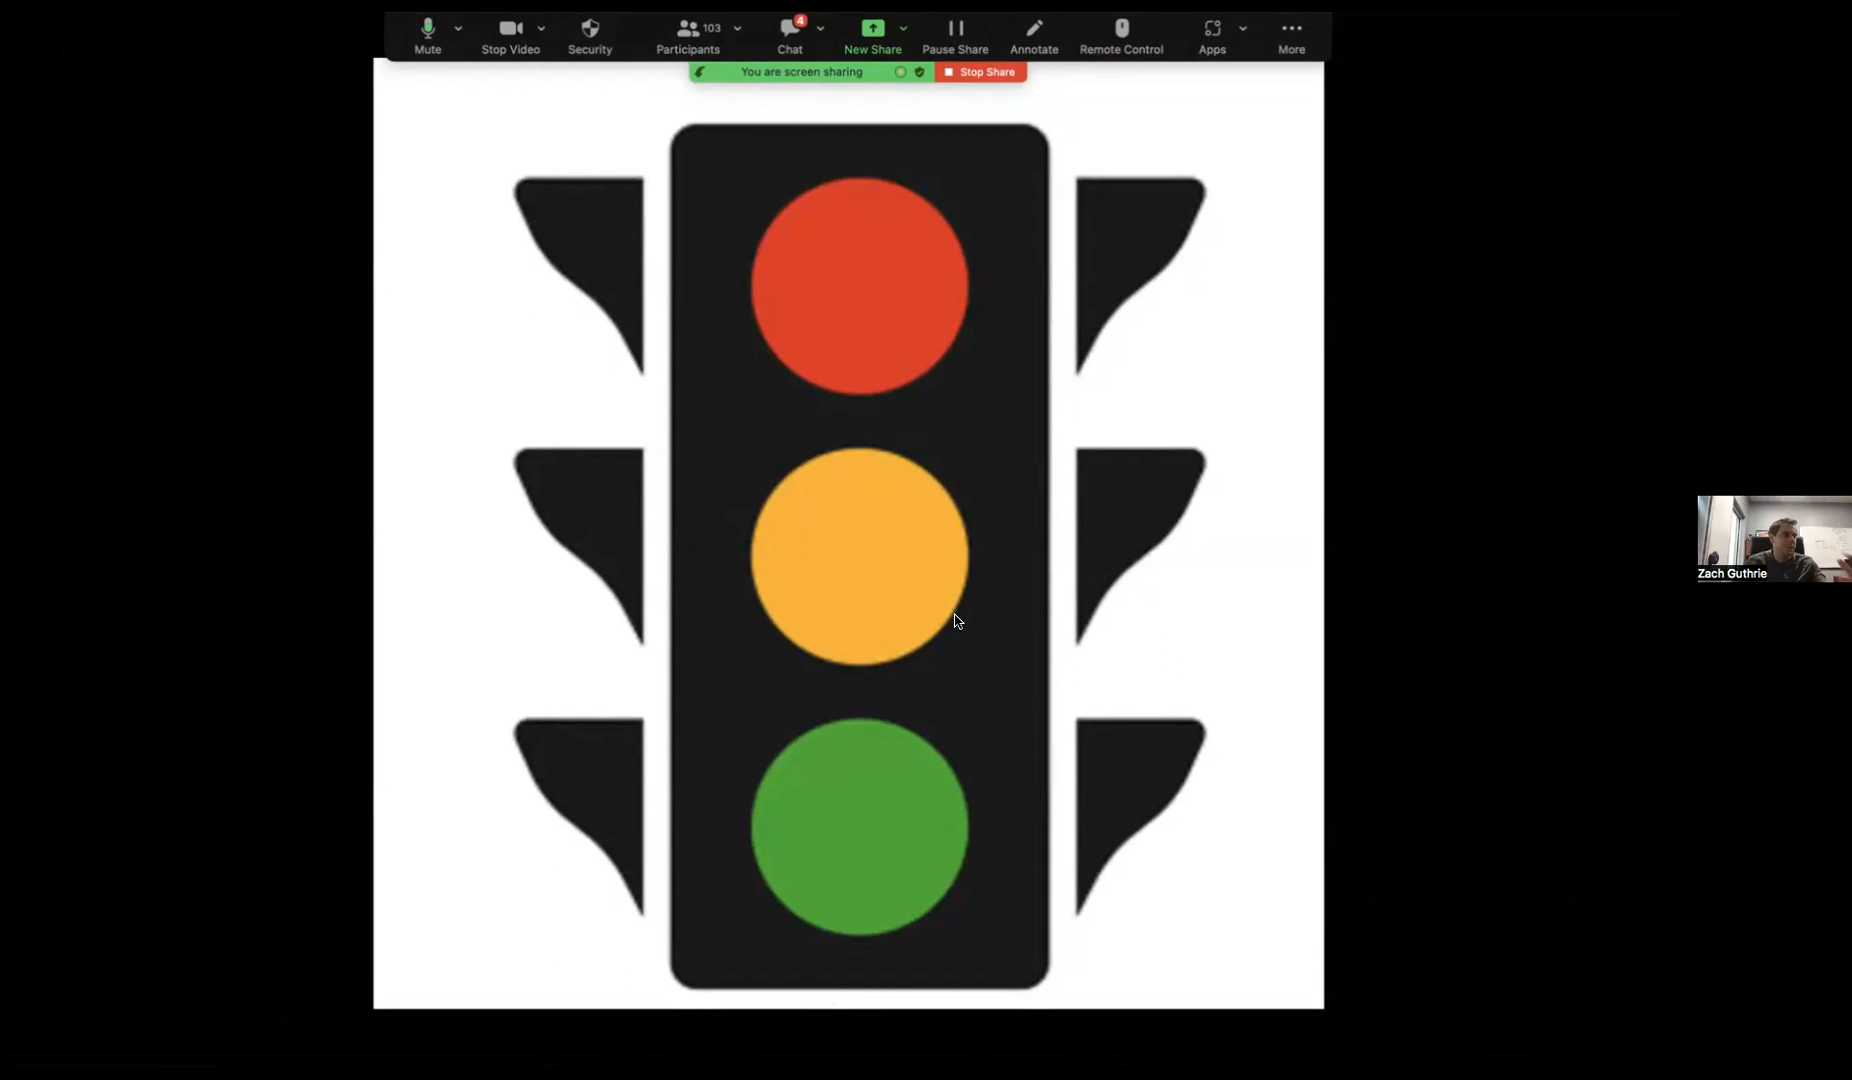 Mute
Stop Video
Security
Participants 103
Chat 4
New Share
Pause Share
Annotate
Remote Control
Apps
More
You are screen sharing
Stop Share
Zach Guthrie